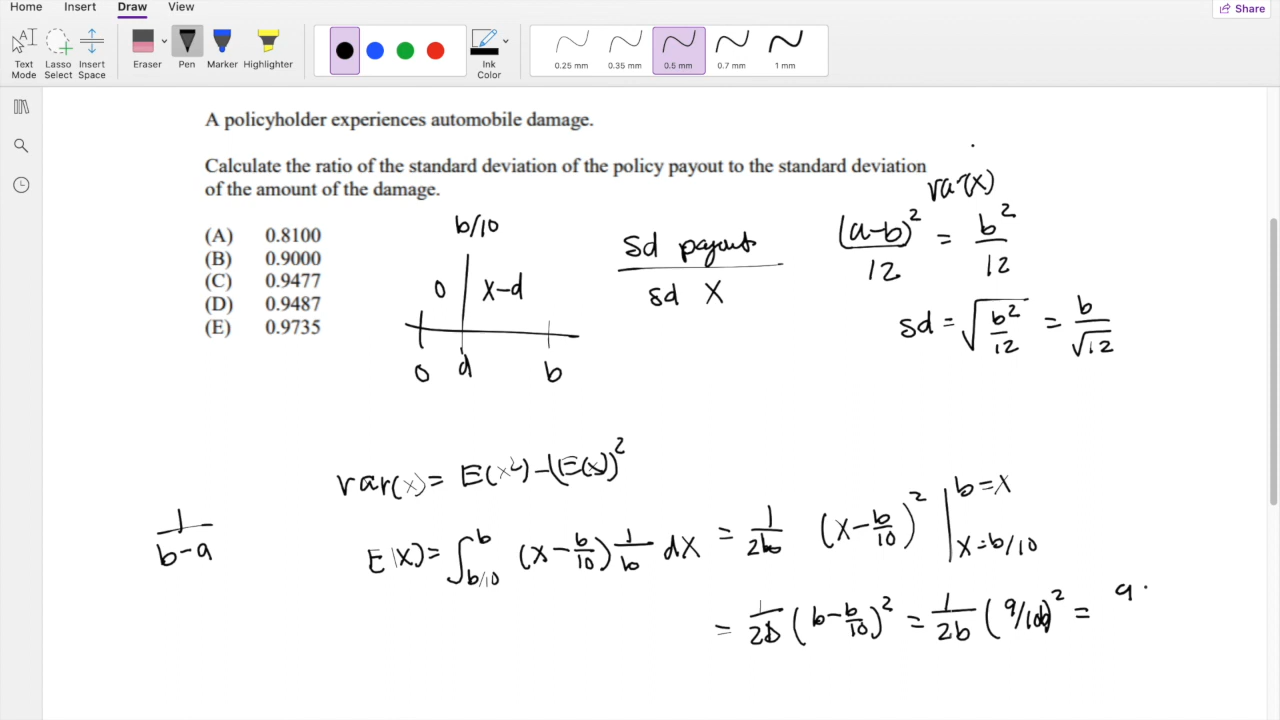 Home Insert Draw View Share
Text Mode Lasso Select Insert Space Eraser Pen Marker Highlighter Ink Color 0.25 mm 0.35 mm 0.5 mm 0.7 mm 1 mm
A policyholder experiences automobile damage.
Calculate the ratio of the standard deviation of the policy payout to the standard deviation
of the amount of the damage.
(A) 0.8100
(B) 0.9000
(C) 0.9477
(D) 0.9487
(E) 0.9735
b/10
0 | x-d
0 d b
Sd payout
sd X
var(x)
(a-b)²/12 = b²/12
sd = √(b²/12) = b/√12
var(x) = E(x²) - (E(x))²
1/(b-a)
E(X) = ∫_{b/10}^{b} (x - b/10) 1/b dx = 1/2b (x - b/10)² | b=x x=b/10
= 1/2b (b - b/10)² = 1/2b (9/10b)² = 9